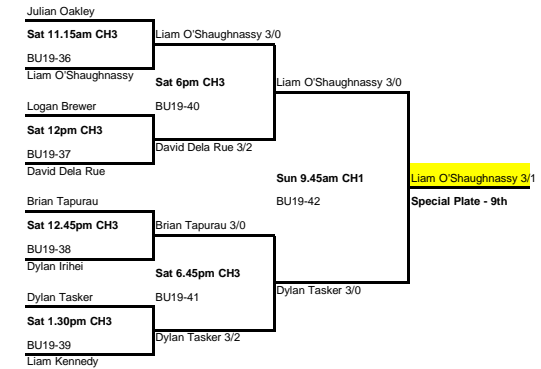 Julian Oakley
Sat 11.15am CH3
Liam O'Shaughnassy 3/0
BU19-36
Liam O'Shaughnassy
Sat 6pm CH3
Liam O'Shaughnassy 3/0
Logan Brewer
BU19-40
Sat 12pm CH3
David Dela Rue 3/2
BU19-37
David Dela Rue
Sun 9.45am CH1
Liam O'Shaughnassy 3/1
Brian Tapurau
BU19-42
Special Plate - 9th
Sat 12.45pm CH3
Brian Tapurau 3/0
BU19-38
Dylan Irihei
Sat 6.45pm CH3
Dylan Tasker 3/0
Dylan Tasker
BU19-41
Sat 1.30pm CH3
Dylan Tasker 3/2
BU19-39
Liam Kennedy